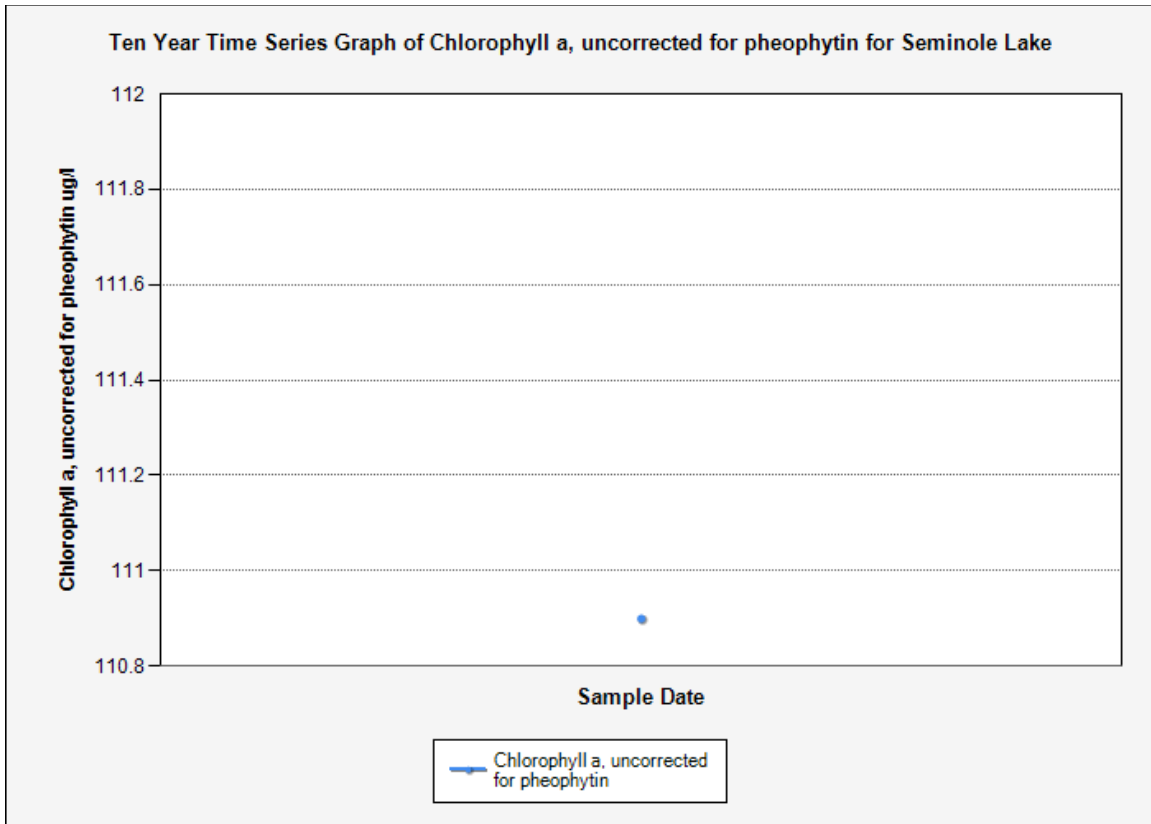 Ten Year Time Series Graph of Chlorophyll a, uncorrected for pheophytin for Seminole Lake
Chlorophyll a, uncorrected for pheophytin ug/l
112
111.8
111.6
111.4
111.2
111
110.8
Sample Date
Chlorophyll a, uncorrected
for pheophytin